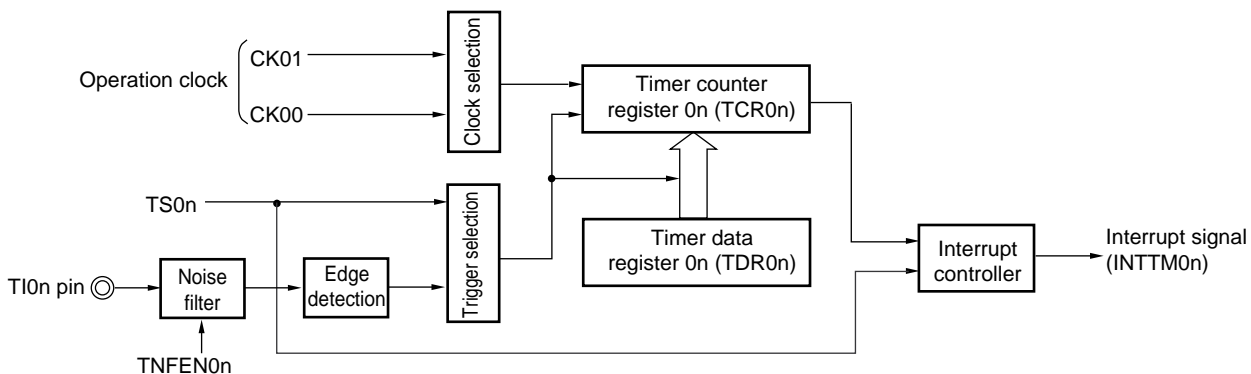 Operation clock
CK01
CK00
Clock selection
Timer counter
register 0n (TCR0n)
TS0n
Trigger selection
Timer data
register 0n (TDR0n)
Interrupt
controller
Interrupt signal
(INTTM0n)
TI0n pin
Noise
filter
Edge
detection
TNFEN0n